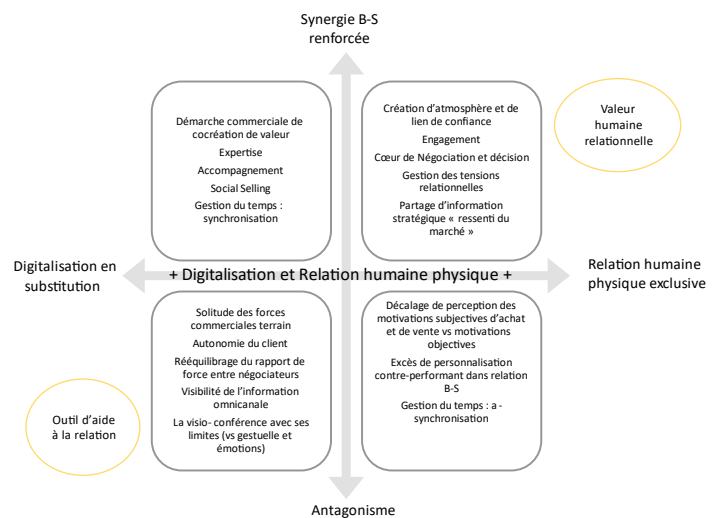 Synergie B-S
renforcée
Démarche commerciale de
cocréation de valeur
Expertise
Accompagnement
Social Selling
Gestion du temps :
synchronisation
Création d'atmosphère et de
lien de confiance
Engagement
Cœur de Négociation et décision
Gestion des tensions
relationnelles
Partage d'information
stratégique « ressenti du
marché »
Valeur
humaine
relationnelle
Digitalisation en
substitution
+ Digitalisation et Relation humaine physique +
Relation humaine
physique exclusive
Solitude des forces
commerciales terrain
Autonomie du client
Rééquilibrage du rapport de
force entre négociateurs
Visibilité de l'information
omnicanale
La visio- conférence avec ses
limites (vs gestuelle et
émotions)
Décalage de perception des
motivations subjectives d'achat
et de vente vs motivations
objectives
Excès de personnalisation
contre-performant dans relation
B-S
Gestion du temps : a -
synchronisation
Outil d'aide
à la relation
Antagonisme